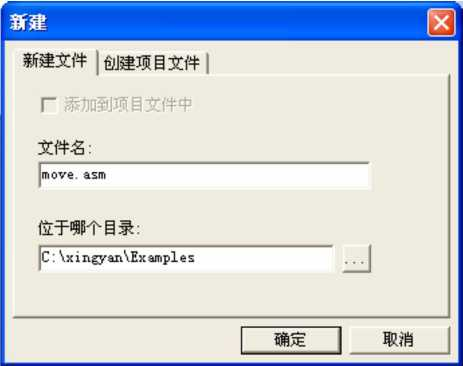 新建
新建文件 创建项目文件
添加到项目文件中
文件名:
move.asm
位于哪个目录:
C:\xingyan\Examples
...
确定 取消